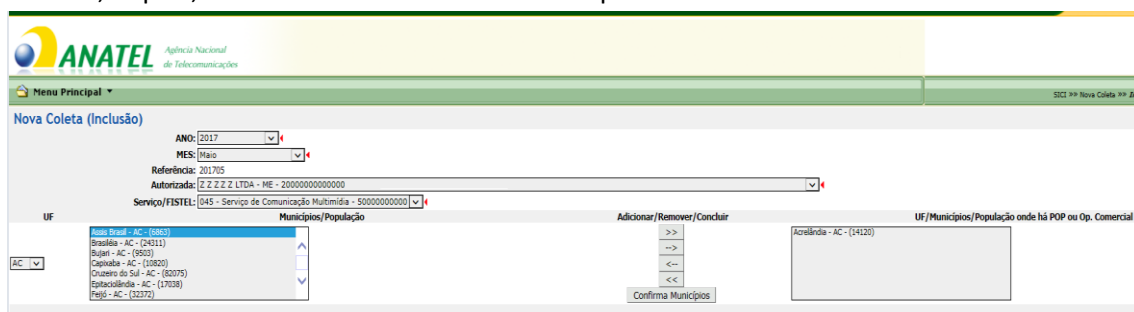 ANATEL Agência Nacional
de Telecomunicações
Menu Principal
SICI >> Nova Coleta >>
Nova Coleta (Inclusão)
ANO: 2017
MES: Maio
Referência: 201705
Autorizada: Z Z Z Z Z LTDA - ME - 20000000000000
Serviço/FISTEL: 045 - Serviço de Comunicação Multimídia - 50000000000
UF Municípios/População Adicionar/Remover/Concluir UF/Municípios/População onde há POP ou Op. Comercial
AC
Assis Brasil - AC - (6863)
Brasiléia - AC - (24311)
Bujari - AC - (9503)
Capixaba - AC - (10820)
Cruzeiro do Sul - AC - (82075)
Epitaciolândia - AC - (17038)
Feijó - AC - (32372)
>>
-->
<--
<<
Confirma Municípios
Acrelândia - AC - (14120)